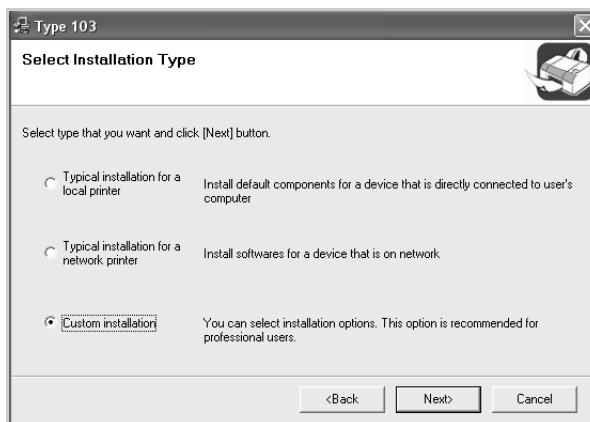 Type 103
Select Installation Type
Select type that you want and click [Next] button.
Typical installation for a
local printer
Install default components for a device that is directly connected to user's
computer
Typical installation for a
network printer
Install softwares for a device that is on network
Custom installation
You can select installation options. This option is recommended for
professional users.
<Back
Next>
Cancel